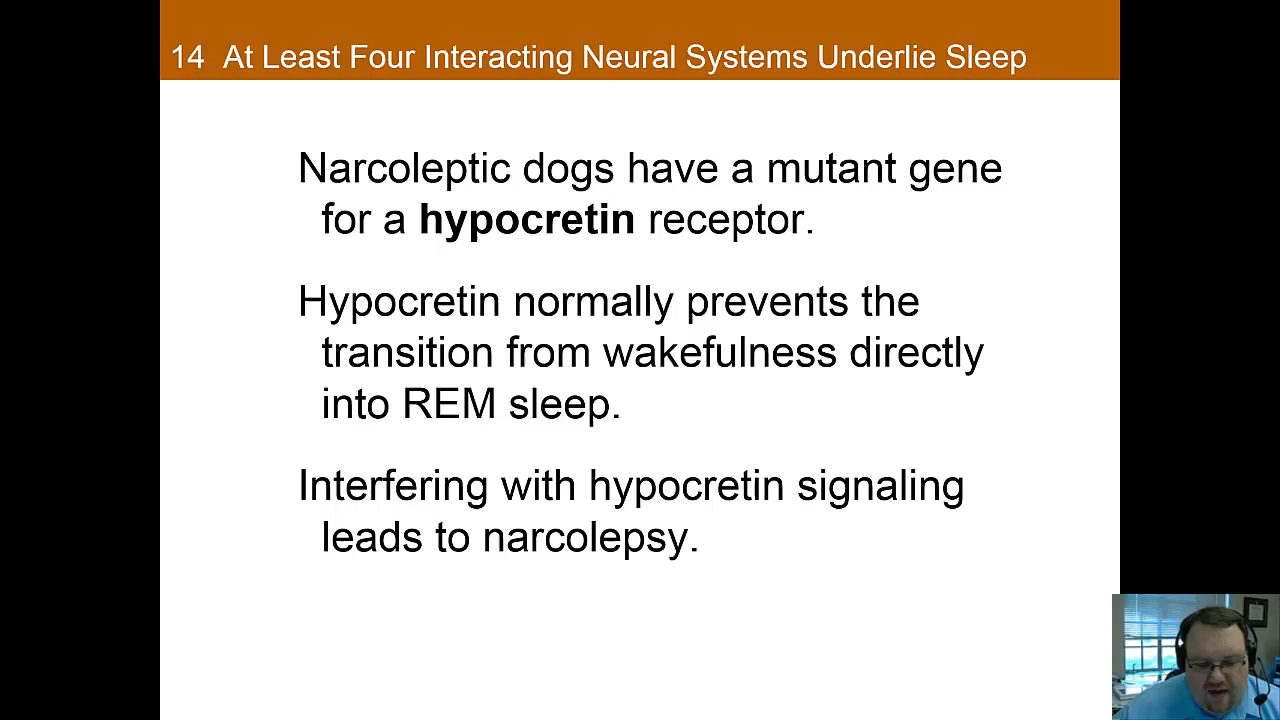 14 At Least Four Interacting Neural Systems Underlie Sleep
Narcoleptic dogs have a mutant gene
for a hypocretin receptor.
Hypocretin normally prevents the
transition from wakefulness directly
into REM sleep.
Interfering with hypocretin signaling
leads to narcolepsy.